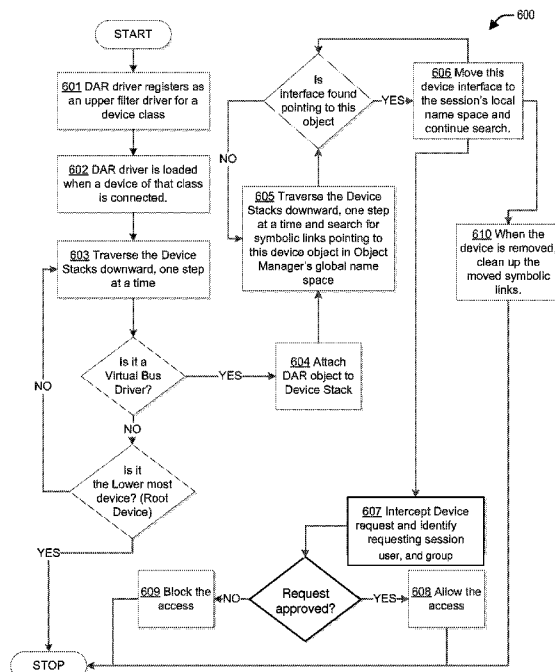 600
START
601 DAR driver registers as
an upper filter driver for a
device class
602 DAR driver is loaded
when a device of that class
is connected.
603 Traverse the Device
Stacks downward, one step
at a time
Is it a
Virtual Bus
Driver?
YES
NO
NO
Is it
the Lower most
device? (Root
Device)
YES
STOP
604 Attach
DAR object to
Device Stack
605 Traverse the Device
Stacks downward, one step
at a time and search for
symbolic links pointing to
this device object in Object
Manager's global name
space
Is
interface found
pointing to this
object
NO
YES
606 Move this
device interface to
the session's local
name space and
continue search.
610 When the
device is removed,
clean up the
moved symbolic
links.
607 Intercept Device
request and identify
requesting session
user, and group
Request
approved?
NO
YES
609 Block the
access
608 Allow the
access